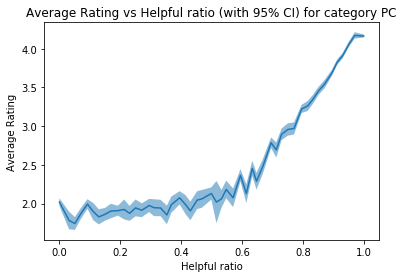 Average Rating vs Helpful ratio (with 95% CI) for category PC
4.0
3.5
3.0
2.5
2.0
Average Rating
0.0 0.2 0.4 0.6 0.8 1.0
Helpful ratio